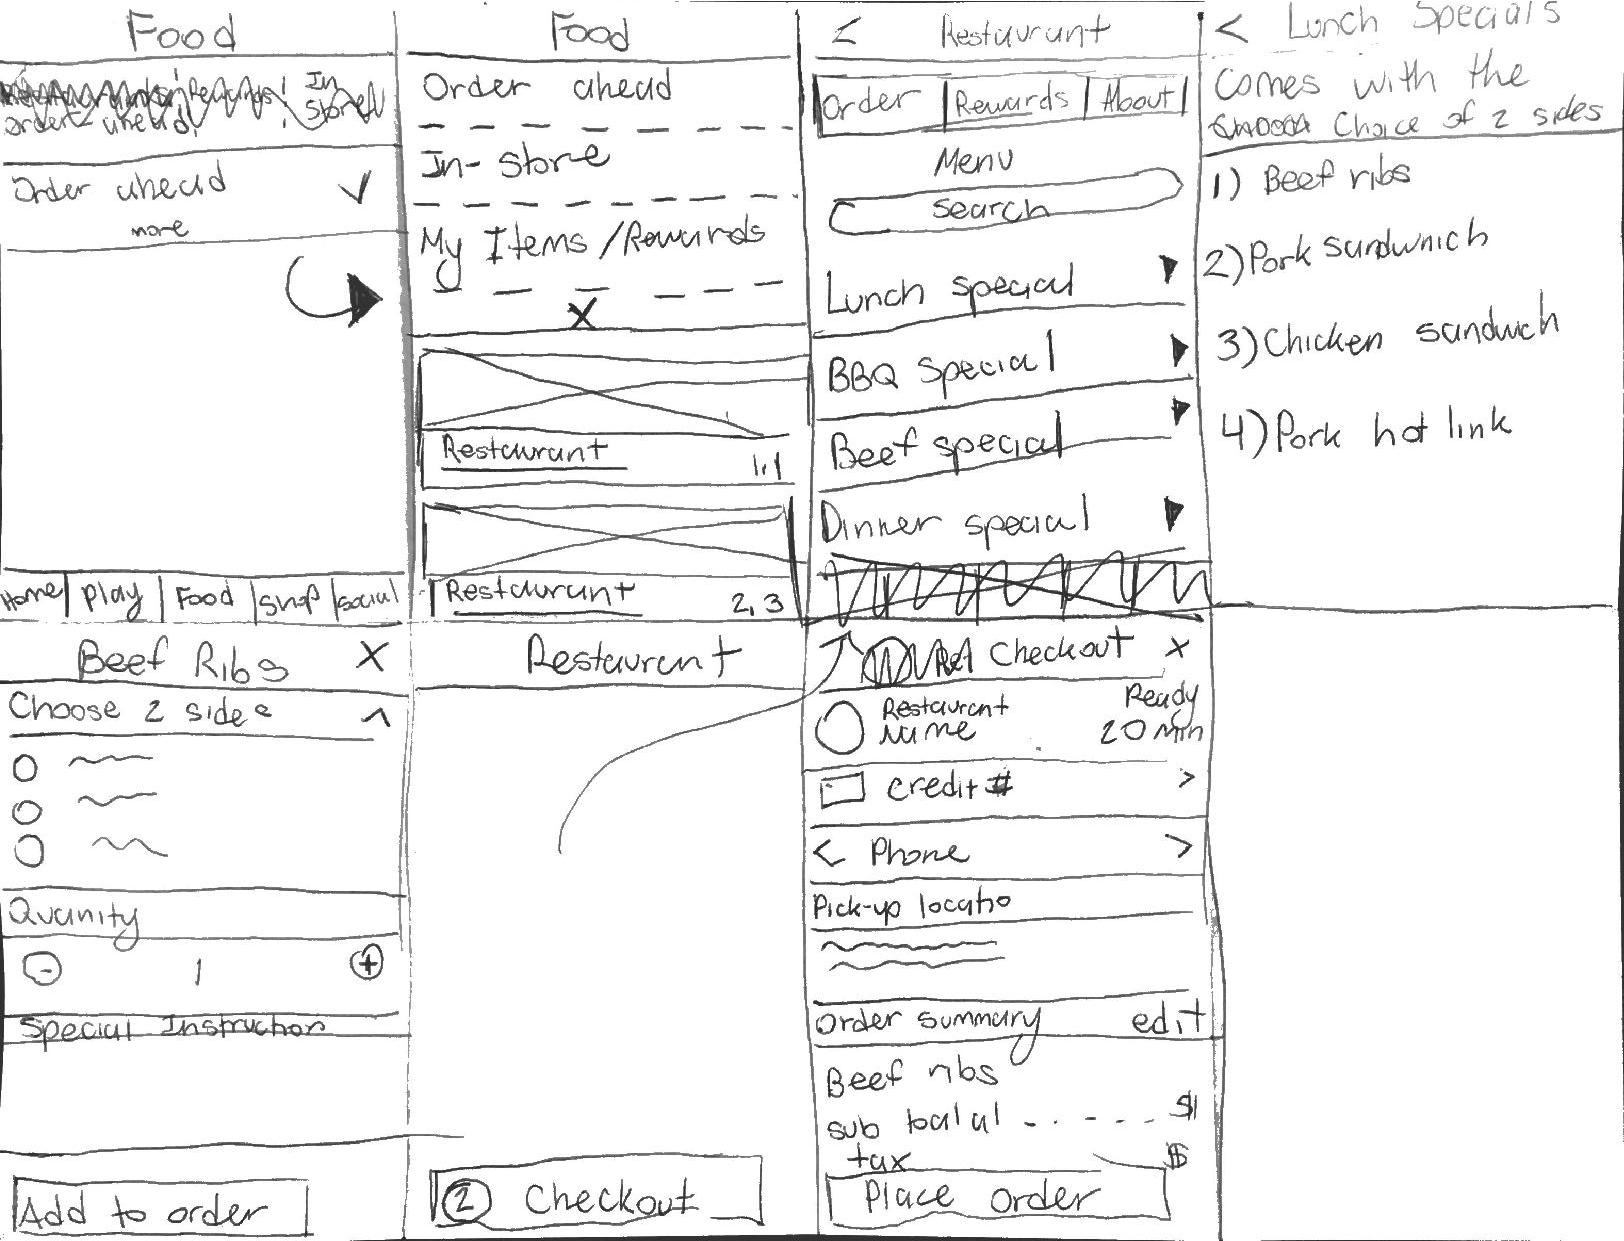 Food
In
Store
order ahead
Order ahead
more
Home Play Food Shop Social
Food
Order ahead
In-store
My Items/Rewards
X
Restaurant
1,1
Restaurant
2,3
< Restaurant
Order Rewards About
Menu
search
Lunch special
BBQ special
Beef special
Dinner special
< Lunch Specials
Comes with the
Choice of 2 sides
1) Beef ribs
2) Pork sandwnich
3) Chicken sandwich
4) Pork hot link
Beef Ribs X
Choose 2 sides ^
Quanity
- 1 +
Special Instruction
Add to order
Restaurant
2 Checkout
Checkout x
Restaurant Ready
Name 20 min
credit # >
< Phone >
Pick-up locatio
Order summary edit
Beef ribs
sub total $
tax $
Place order